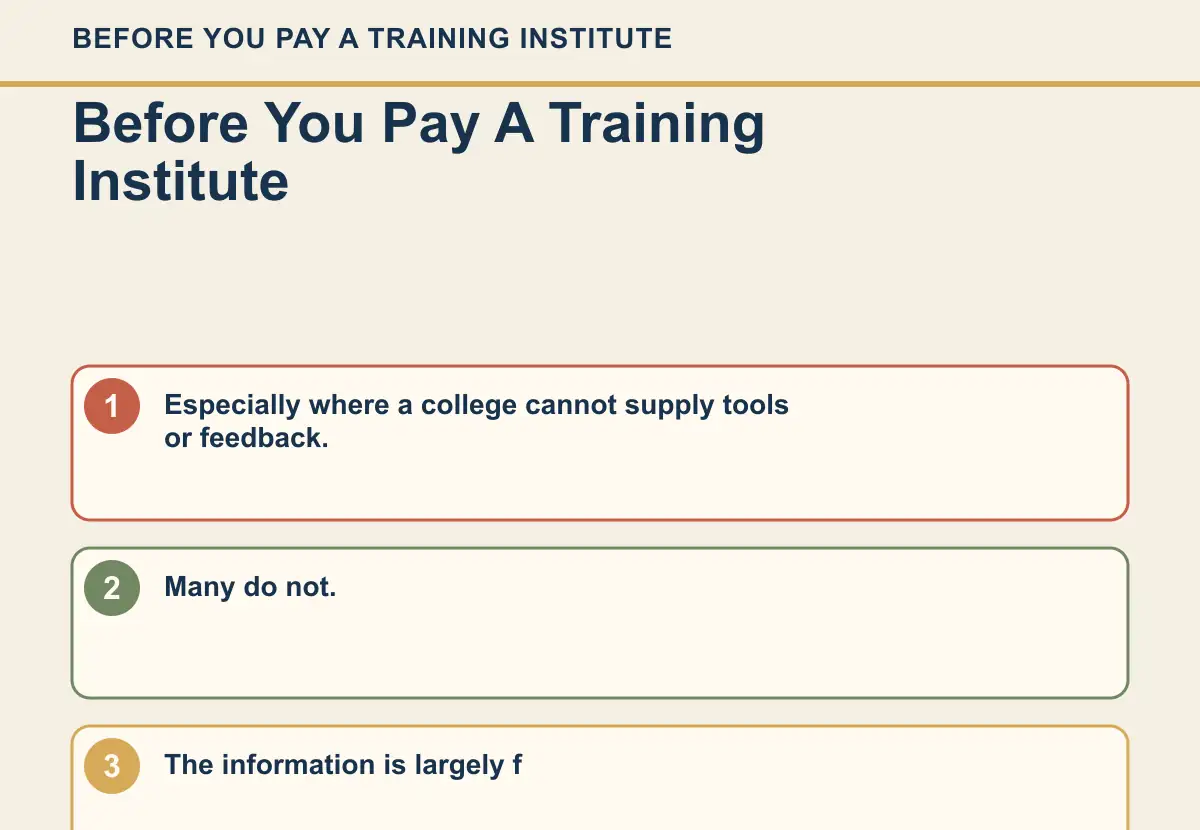 BEFORE YOU PAY A TRAINING INSTITUTE
Before You Pay A Training
Institute
1
Especially where a college cannot supply tools
or feedback.
2
Many do not.
3
The information is largely f